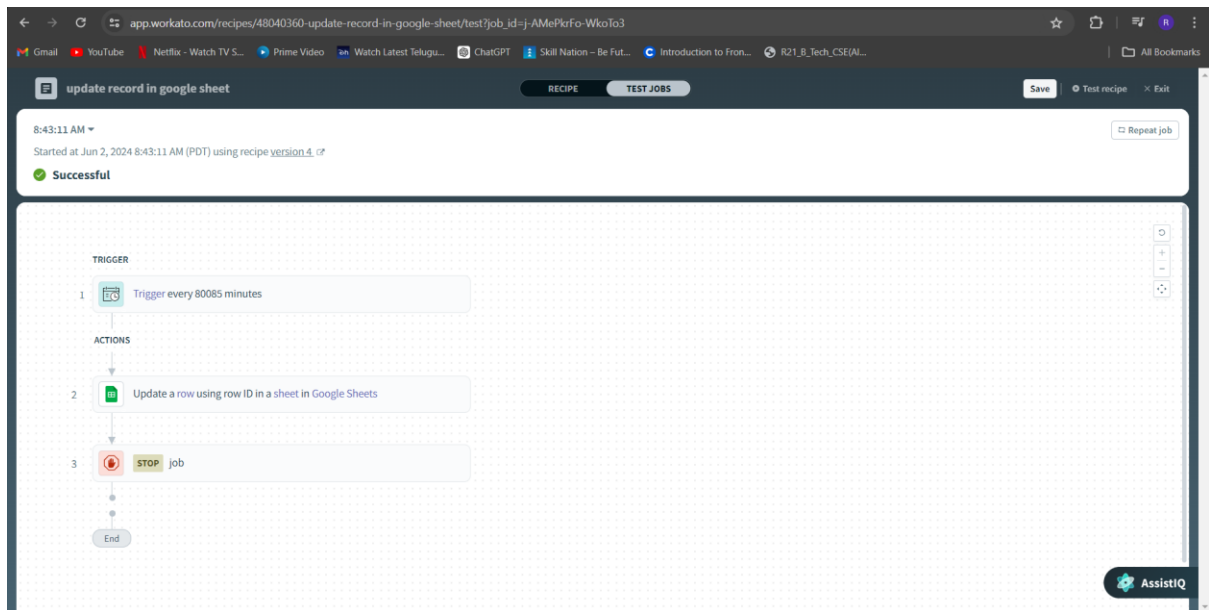 app.workato.com/recipes/48040360-update-record-in-google-sheet/test?job_id=j-AMePkrFo-WkoTo3
R
Gmail YouTube Netflix - Watch TV S... Prime Video Watch Latest Telugu... ChatGPT Skill Nation – Be Fut... Introduction to Fron... R21_B_Tech_CSE(AI... All Bookmarks
update record in google sheet RECIPE TEST JOBS Save Test recipe Exit
8:43:11 AM Repeat job
Started at Jun 2, 2024 8:43:11 AM (PDT) using recipe version 4
Successful
TRIGGER
1 Trigger every 80085 minutes
ACTIONS
2 Update a row using row ID in a sheet in Google Sheets
3 STOP job
End
AssistIQ